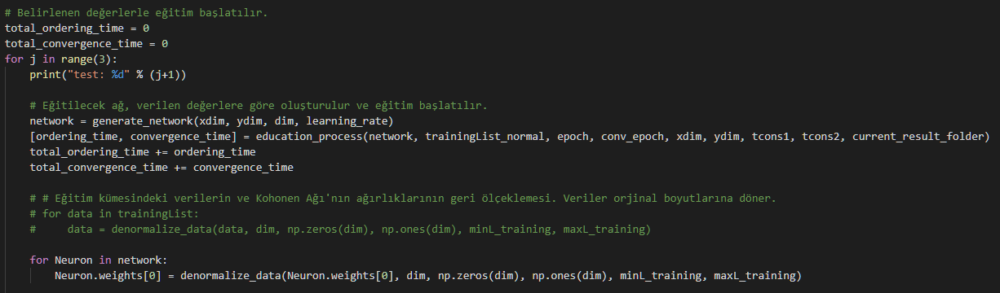 # Belirlenen değerlerle eğitim başlatılır.
total_ordering_time = 0
total_convergence_time = 0
for j in range(3):
    print("test: %d" % (j+1))

    # Eğitilecek ağ, verilen değerlere göre oluşturulur ve eğitim başlatılır.
    network = generate_network(xdim, ydim, dim, learning_rate)
    [ordering_time, convergence_time] = education_process(network, trainingList_normal, epoch, conv_epoch, xdim, ydim, tcons1, tcons2, current_result_folder)
    total_ordering_time += ordering_time
    total_convergence_time += convergence_time

    # # Eğitim kümesindeki verilerin ve Kohonen Ağı'nın ağırlıklarının geri ölçeklemesi. Veriler orjinal boyutlarına döner.
    # for data in trainingList:
    #     data = denormalize_data(data, dim, np.zeros(dim), np.ones(dim), minL_training, maxL_training)

    for Neuron in network:
        Neuron.weights[0] = denormalize_data(Neuron.weights[0], dim, np.zeros(dim), np.ones(dim), minL_training, maxL_training)